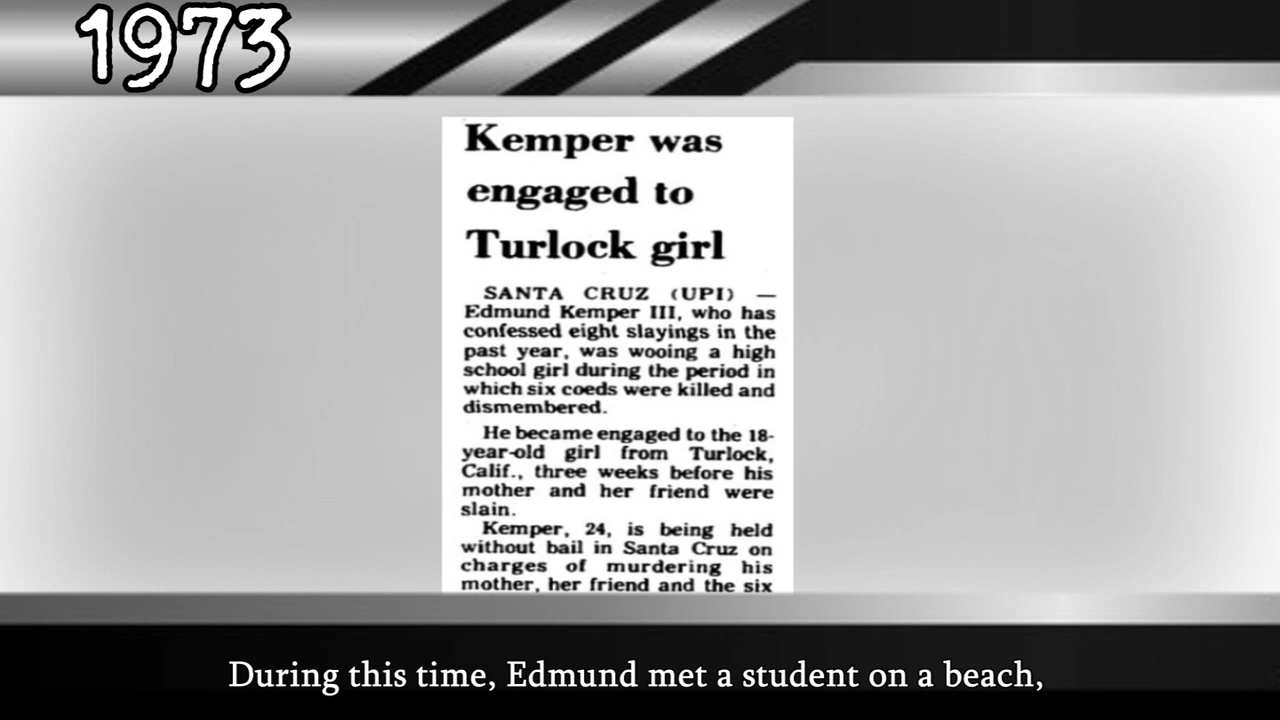 1973
Kemper was
engaged to
Turlock girl
SANTA CRUZ (UPI) —
Edmund Kemper III, who has
confessed eight slayings in the
past year, was wooing a high
school girl during the period in
which six coeds were killed and
dismembered.
He became engaged to the 18-
year-old girl from Turlock,
Calif., three weeks before his
mother and her friend were
slain.
Kemper, 24, is being held
without bail in Santa Cruz on
charges of murdering his
mother, her friend and the six
During this time, Edmund met a student on a beach,